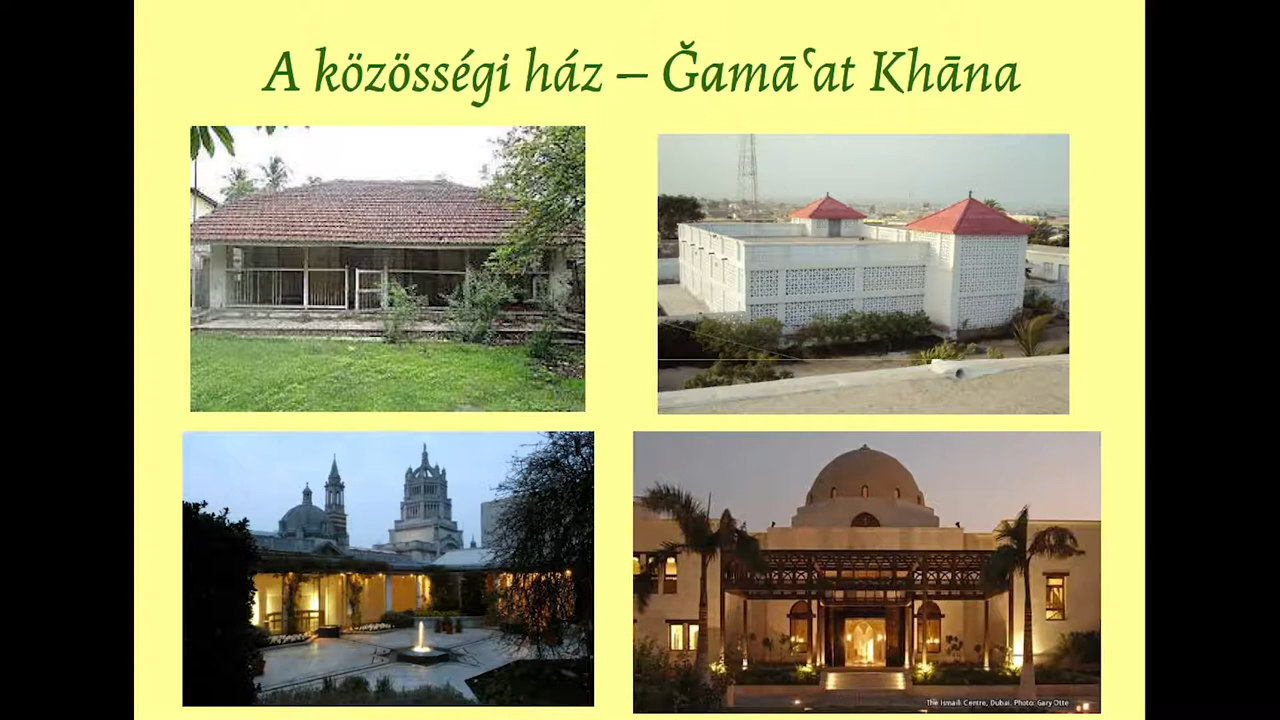 A közösségi ház – Ǧamāʿat Khāna
The Ismaili Centre, Dubai. Photo: Gary Otte